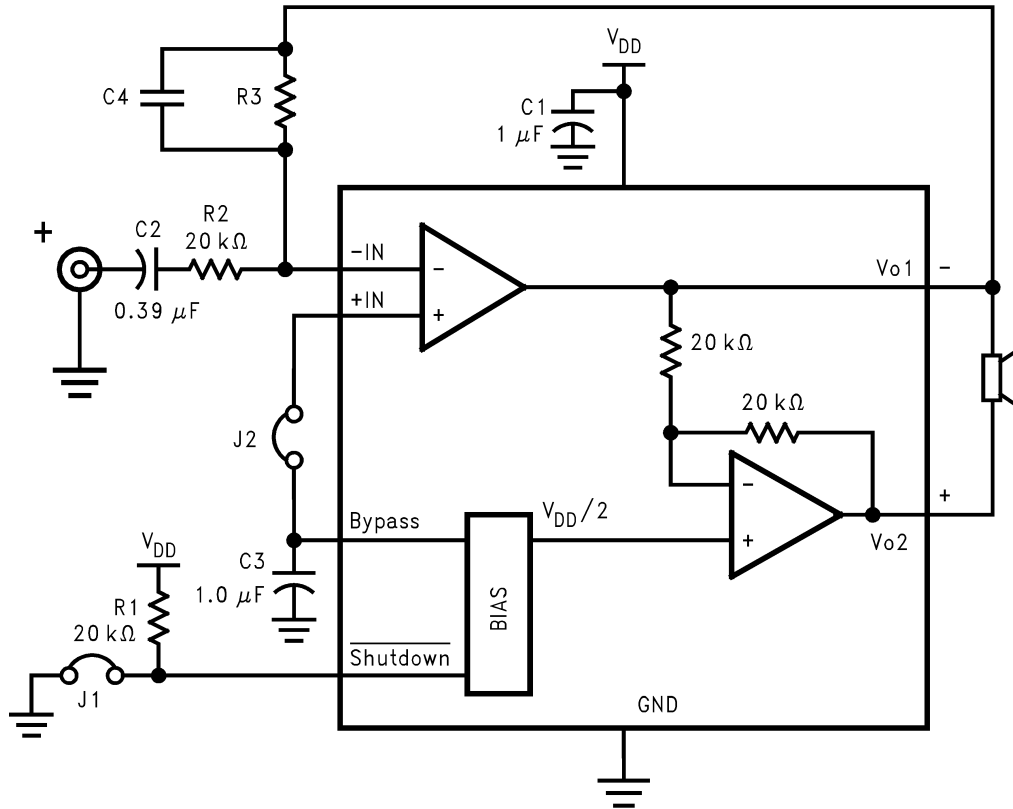 V_DD
C4
R3
C1
1 μF
+
C2
R2
20 kΩ
0.39 μF
-IN
+IN
-
+
Vo1
-
20 kΩ
20 kΩ
J2
-
+
+
Vo2
Bypass
V_DD/2
C3
1.0 μF
BIAS
V_DD
R1
20 kΩ
Shutdown
J1
GND